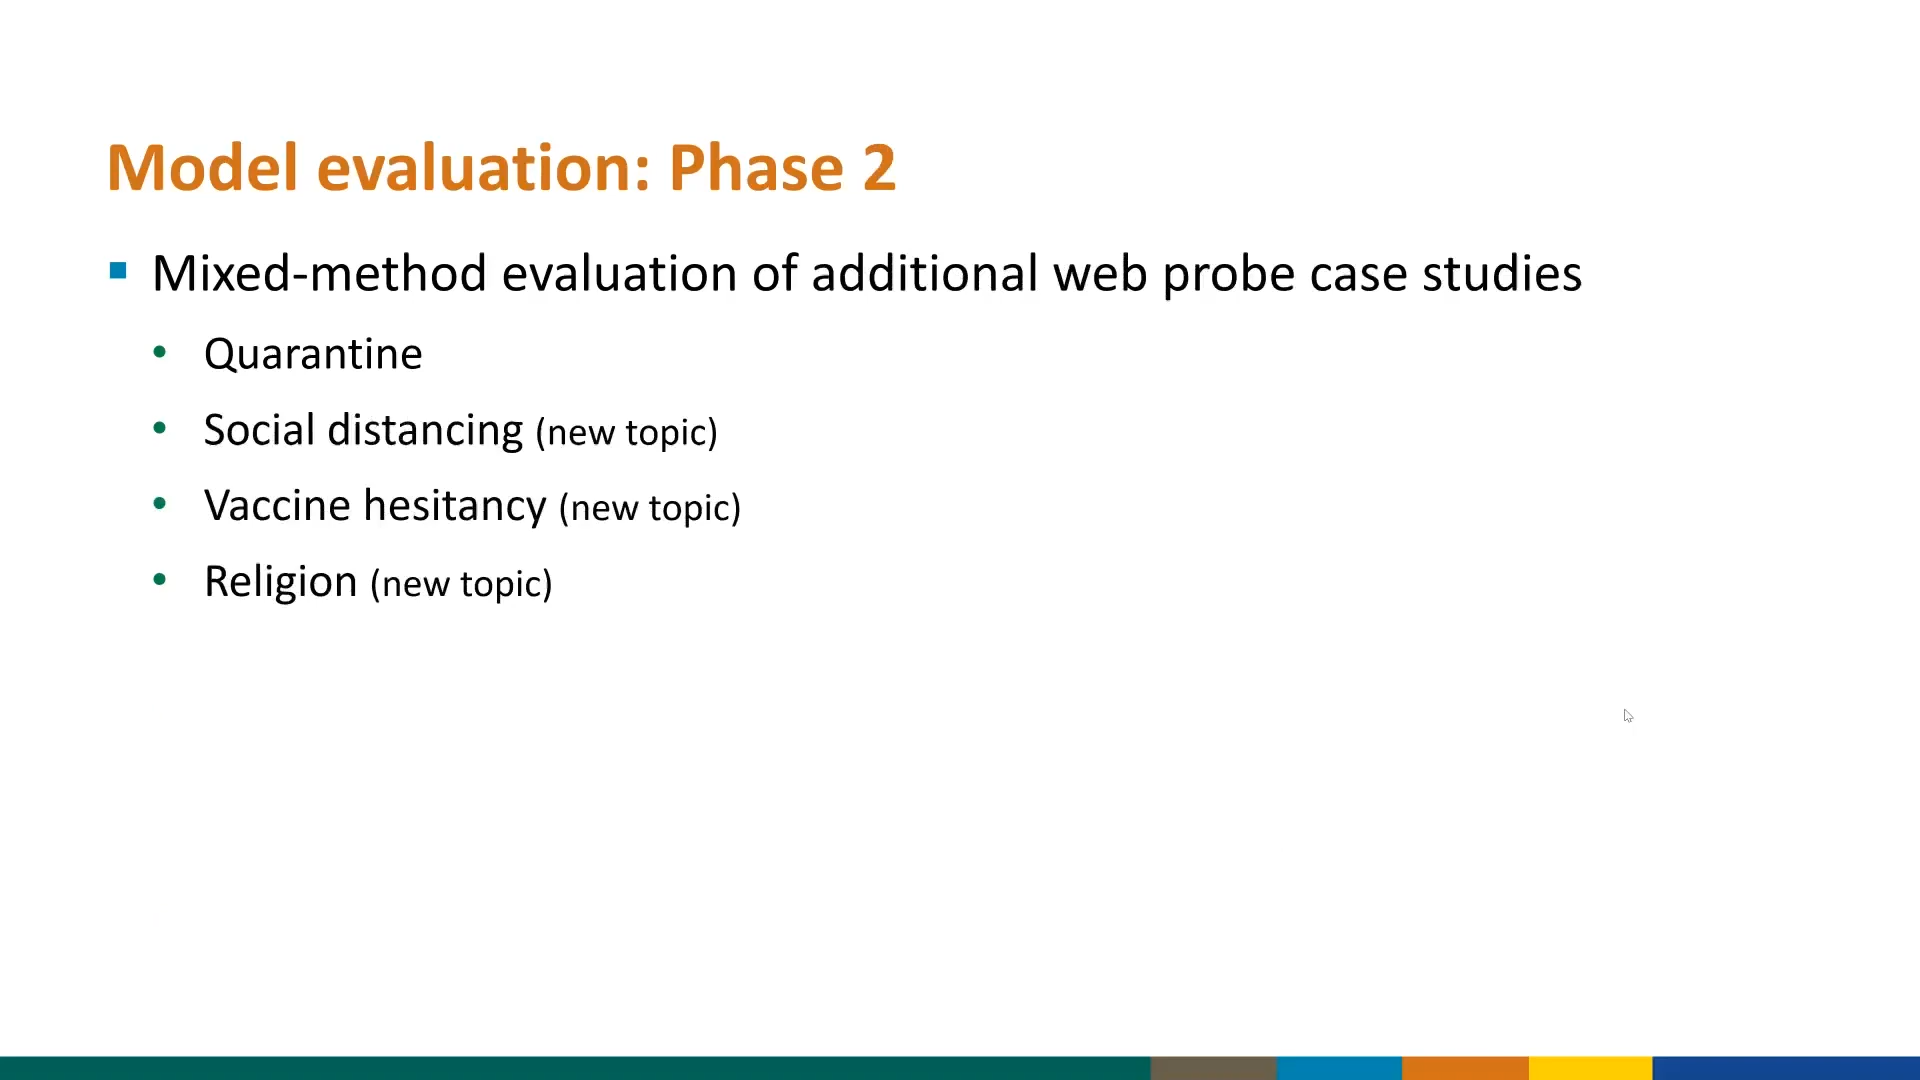 Model evaluation: Phase 2
Mixed-method evaluation of additional web probe case studies
Quarantine
Social distancing (new topic)
Vaccine hesitancy (new topic)
Religion (new topic)